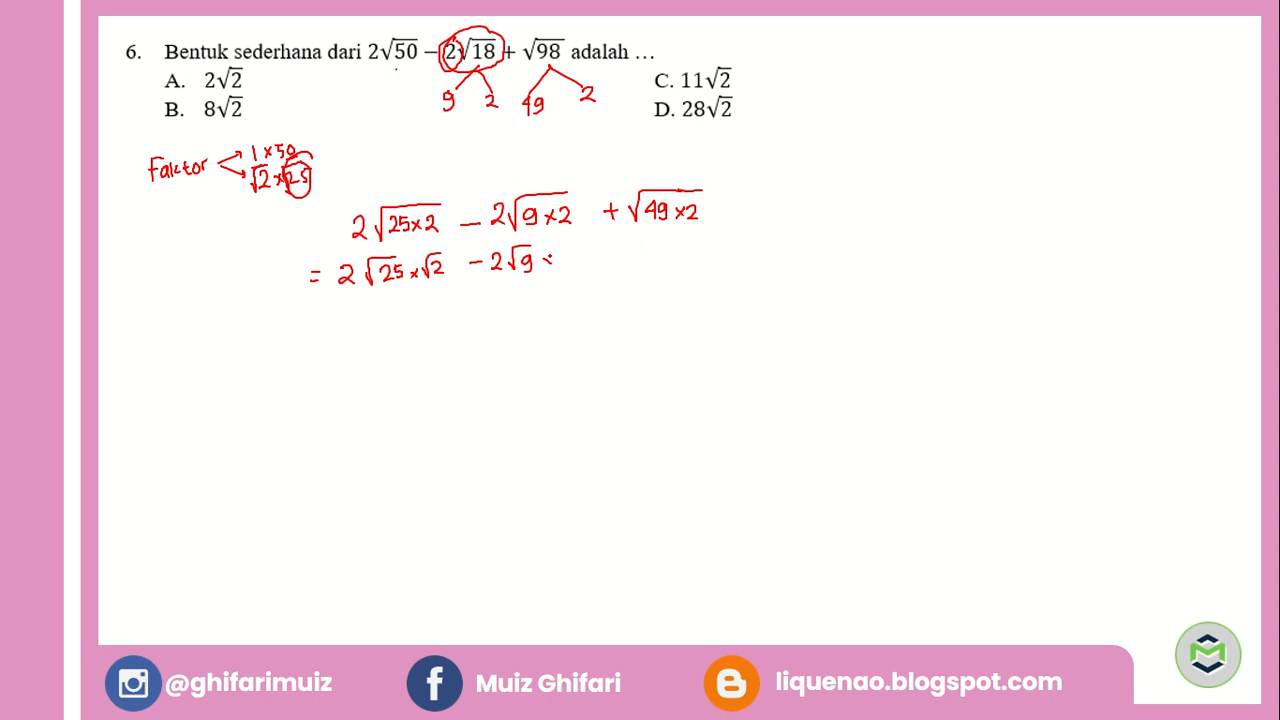 6. Bentuk sederhana dari 2√50 − 2√18 + √98 adalah …
A. 2√2
C. 11√2
B. 8√2
D. 28√2
9 2 49 2
Faktor 1 × 50
√2 × √25
2√25×2 − 2√9×2 + √49×2
= 2√25 × √2 − 2√9 ×
@ghifarimuiz
Muiz Ghifari
liquenao.blogspot.com